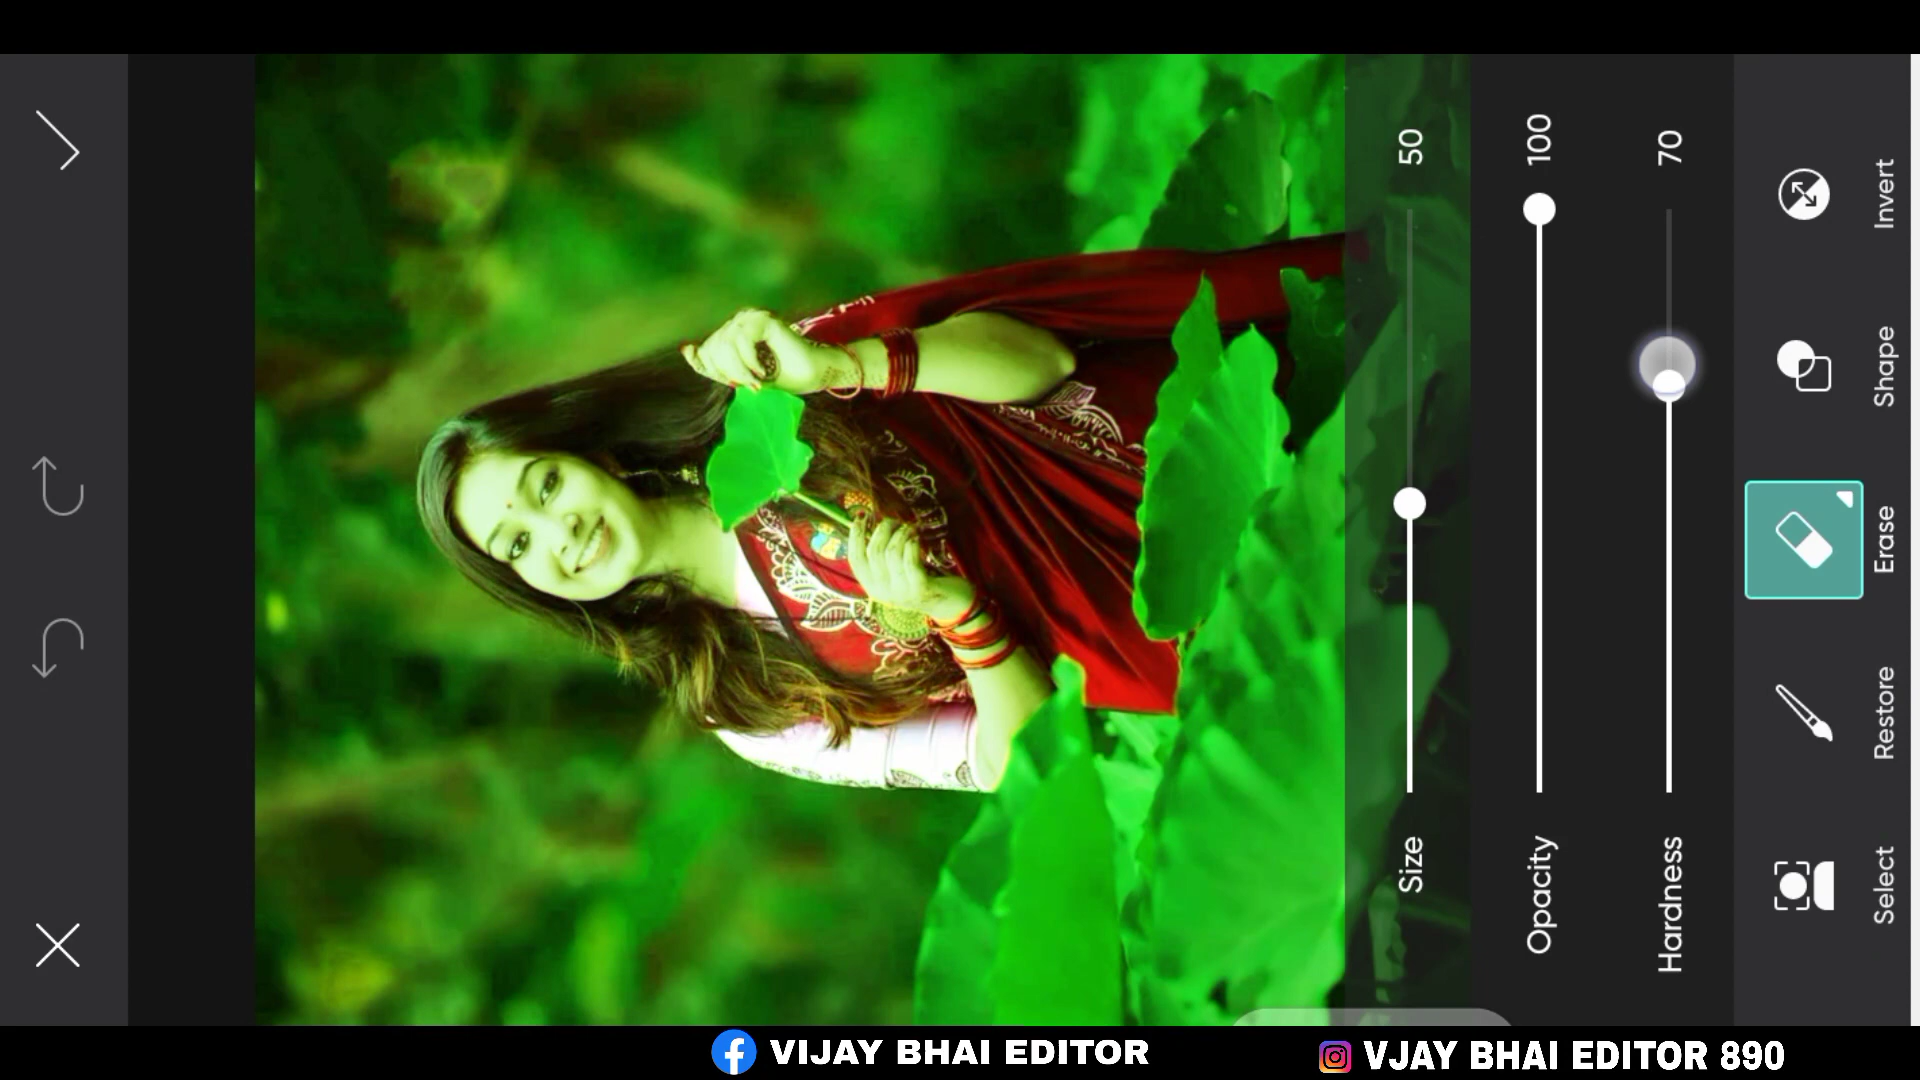 Size 50
Opacity 100
Hardness 70
Select
Restore
Erase
Shape
Invert
VIJAY BHAI EDITOR
VJAY BHAI EDITOR 890